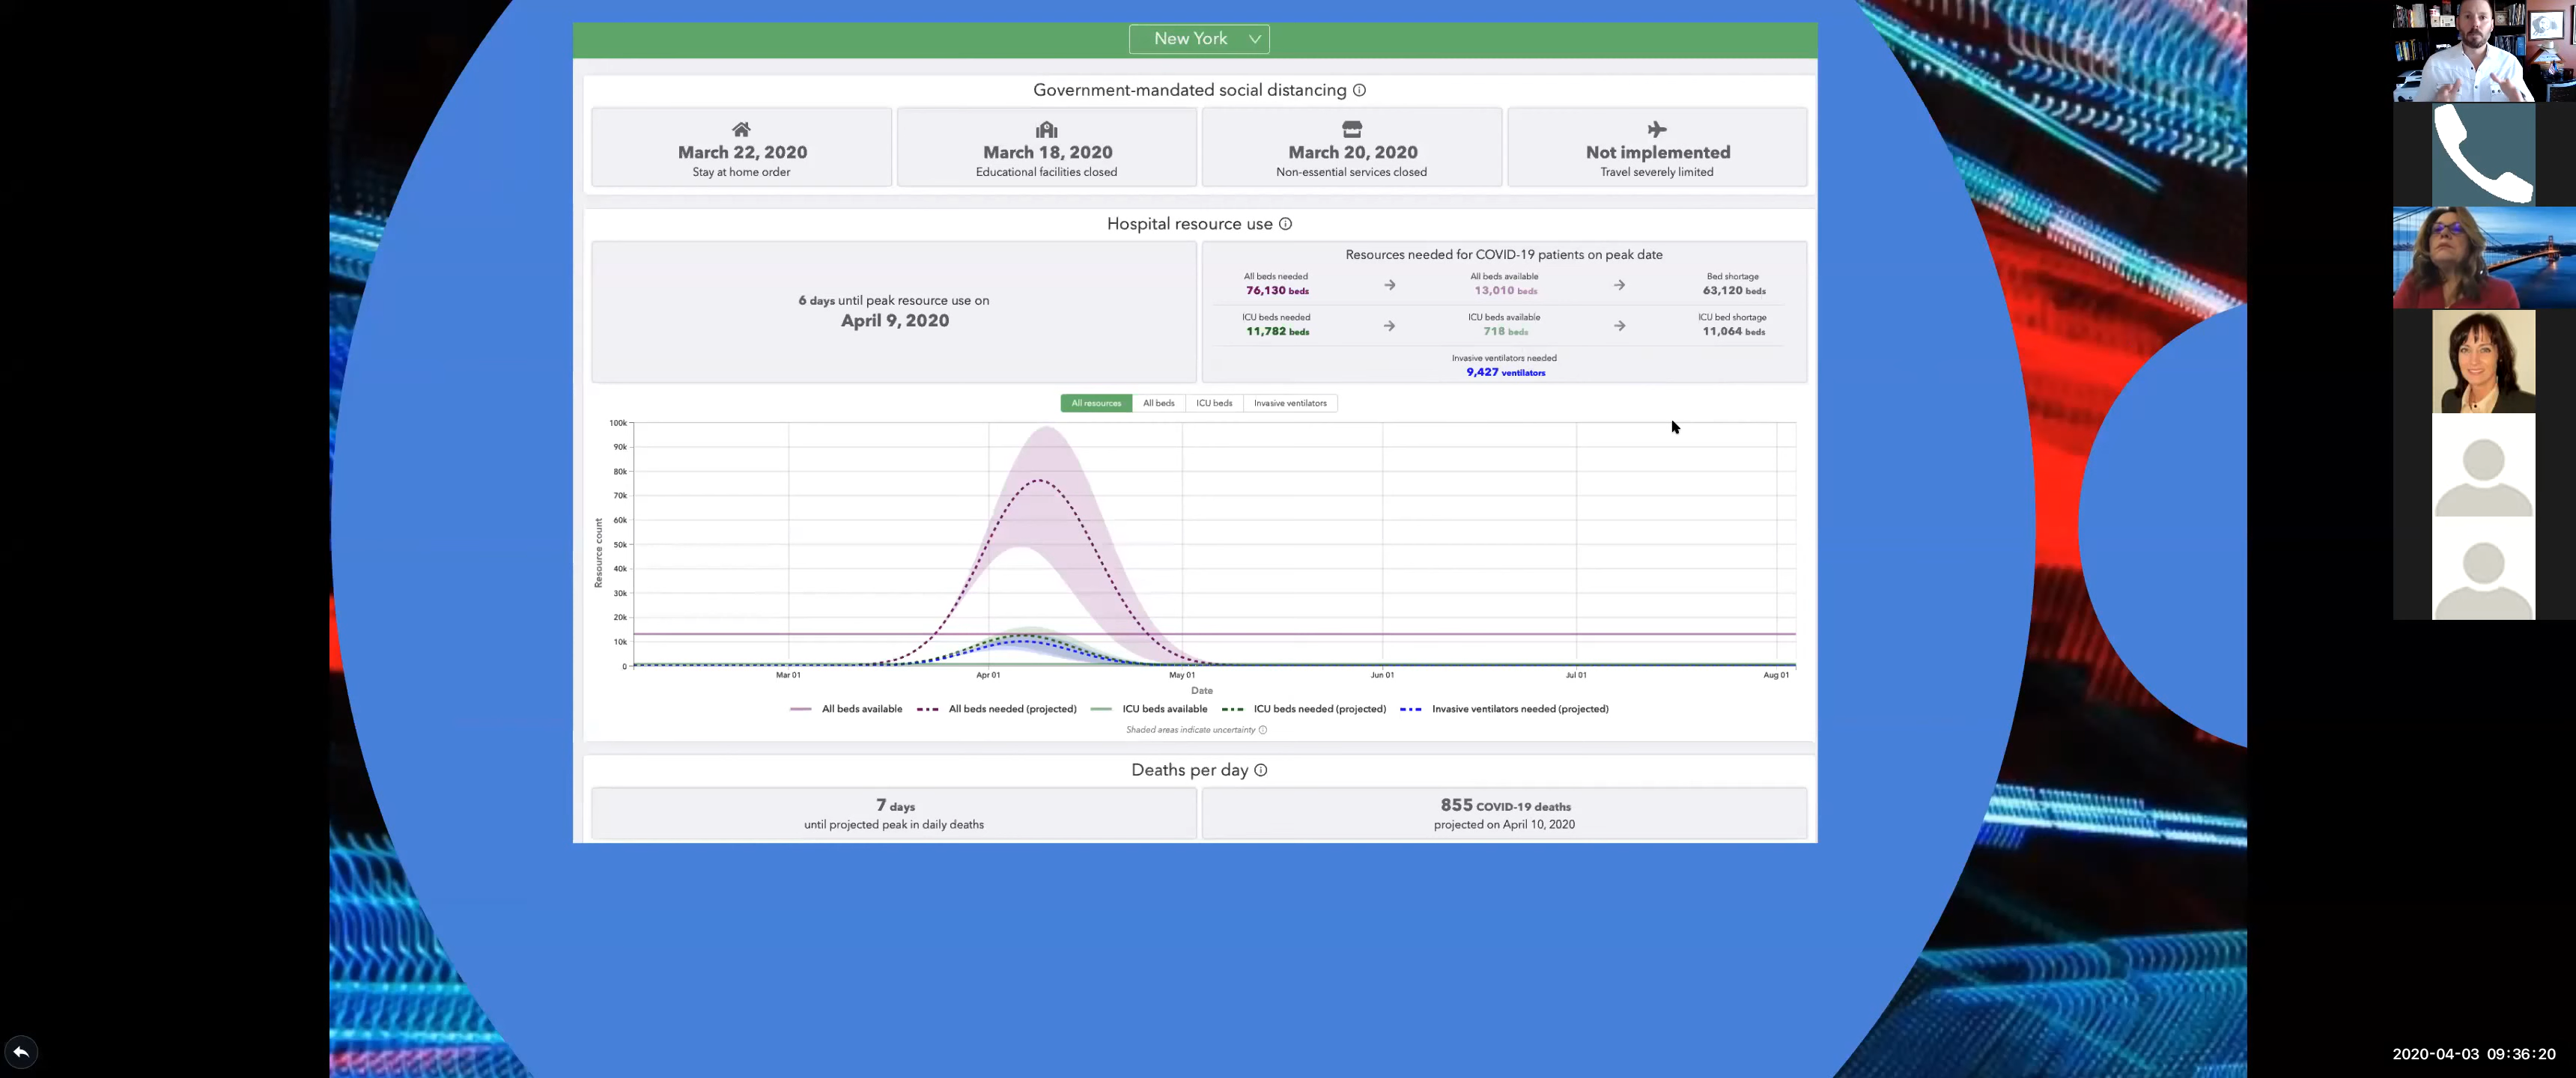 New York
Government-mandated social distancing
March 22, 2020
Stay at home order
March 18, 2020
Educational facilities closed
March 20, 2020
Non-essential services closed
Not implemented
Travel severely limited
Hospital resource use
6 days until peak resource use on
April 9, 2020
Resources needed for COVID-19 patients on peak date
All beds needed
76,130 beds
All beds available
13,010 beds
Bed shortage
63,120 beds
ICU beds needed
11,782 beds
ICU beds available
718 beds
ICU bed shortage
11,064 beds
Invasive ventilators needed
9,427 ventilators
All resources
All beds
ICU beds
Invasive ventilators
100k
90k
80k
70k
60k
50k
40k
30k
20k
10k
0
Resource count
Mar 01
Apr 01
May 01
Jun 01
Jul 01
Aug 01
Date
All beds available
All beds needed (projected)
ICU beds available
ICU beds needed (projected)
Invasive ventilators needed (projected)
Shaded areas indicate uncertainty
Deaths per day
7 days
until projected peak in daily deaths
855 COVID-19 deaths
projected on April 10, 2020
2020-04-03 09:36:20